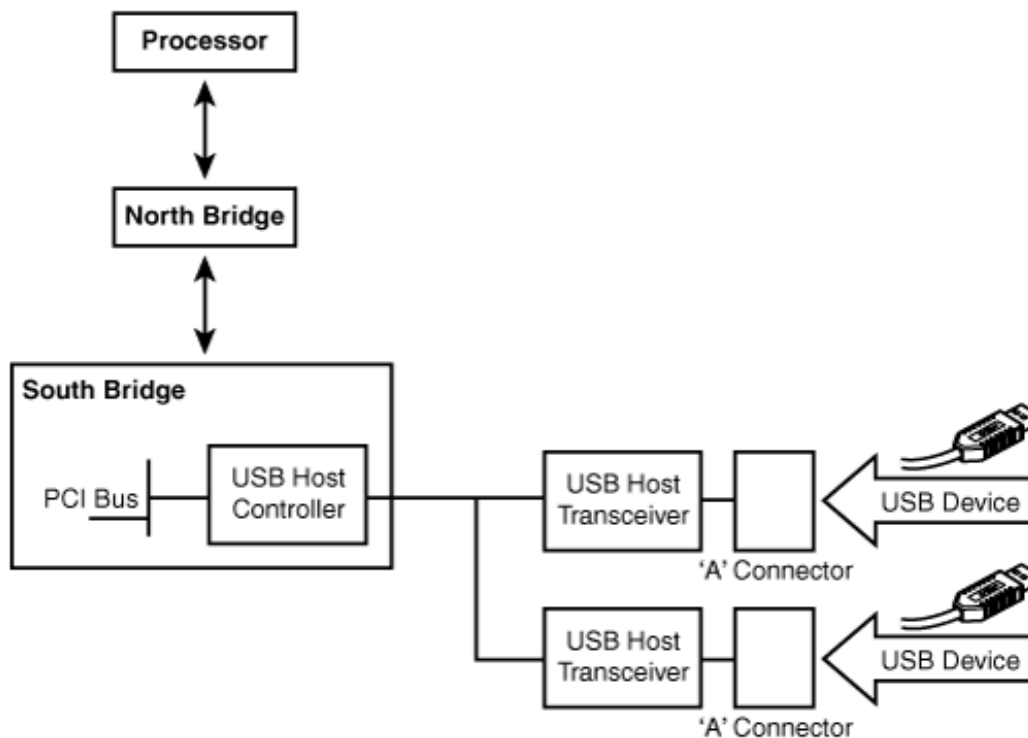 Processor
North Bridge
South Bridge
PCI Bus
USB Host
Controller
USB Host
Transceiver
'A' Connector
USB Device
USB Host
Transceiver
'A' Connector
USB Device